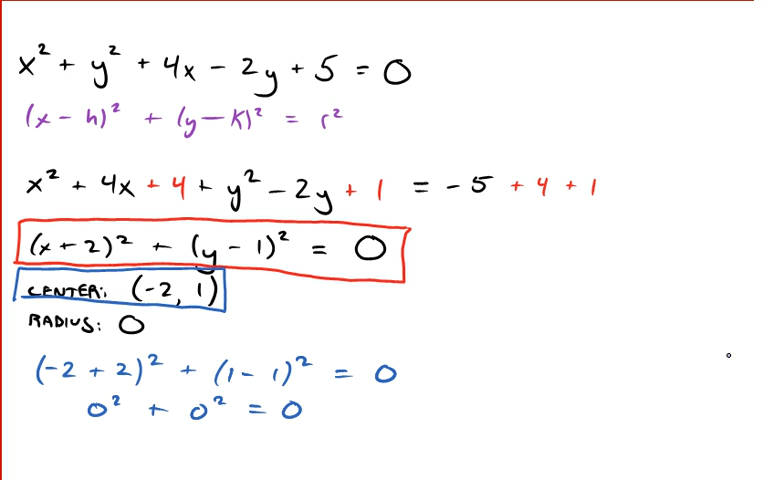 x² + y² + 4x - 2y + 5 = 0
(x - h)² + (y - k)² = r²
x² + 4x + 4 + y² - 2y + 1 = -5 + 4 + 1
(x + 2)² + (y - 1)² = 0
CENTER: (-2, 1)
RADIUS: 0
(-2 + 2)² + (1 - 1)² = 0
0² + 0² = 0